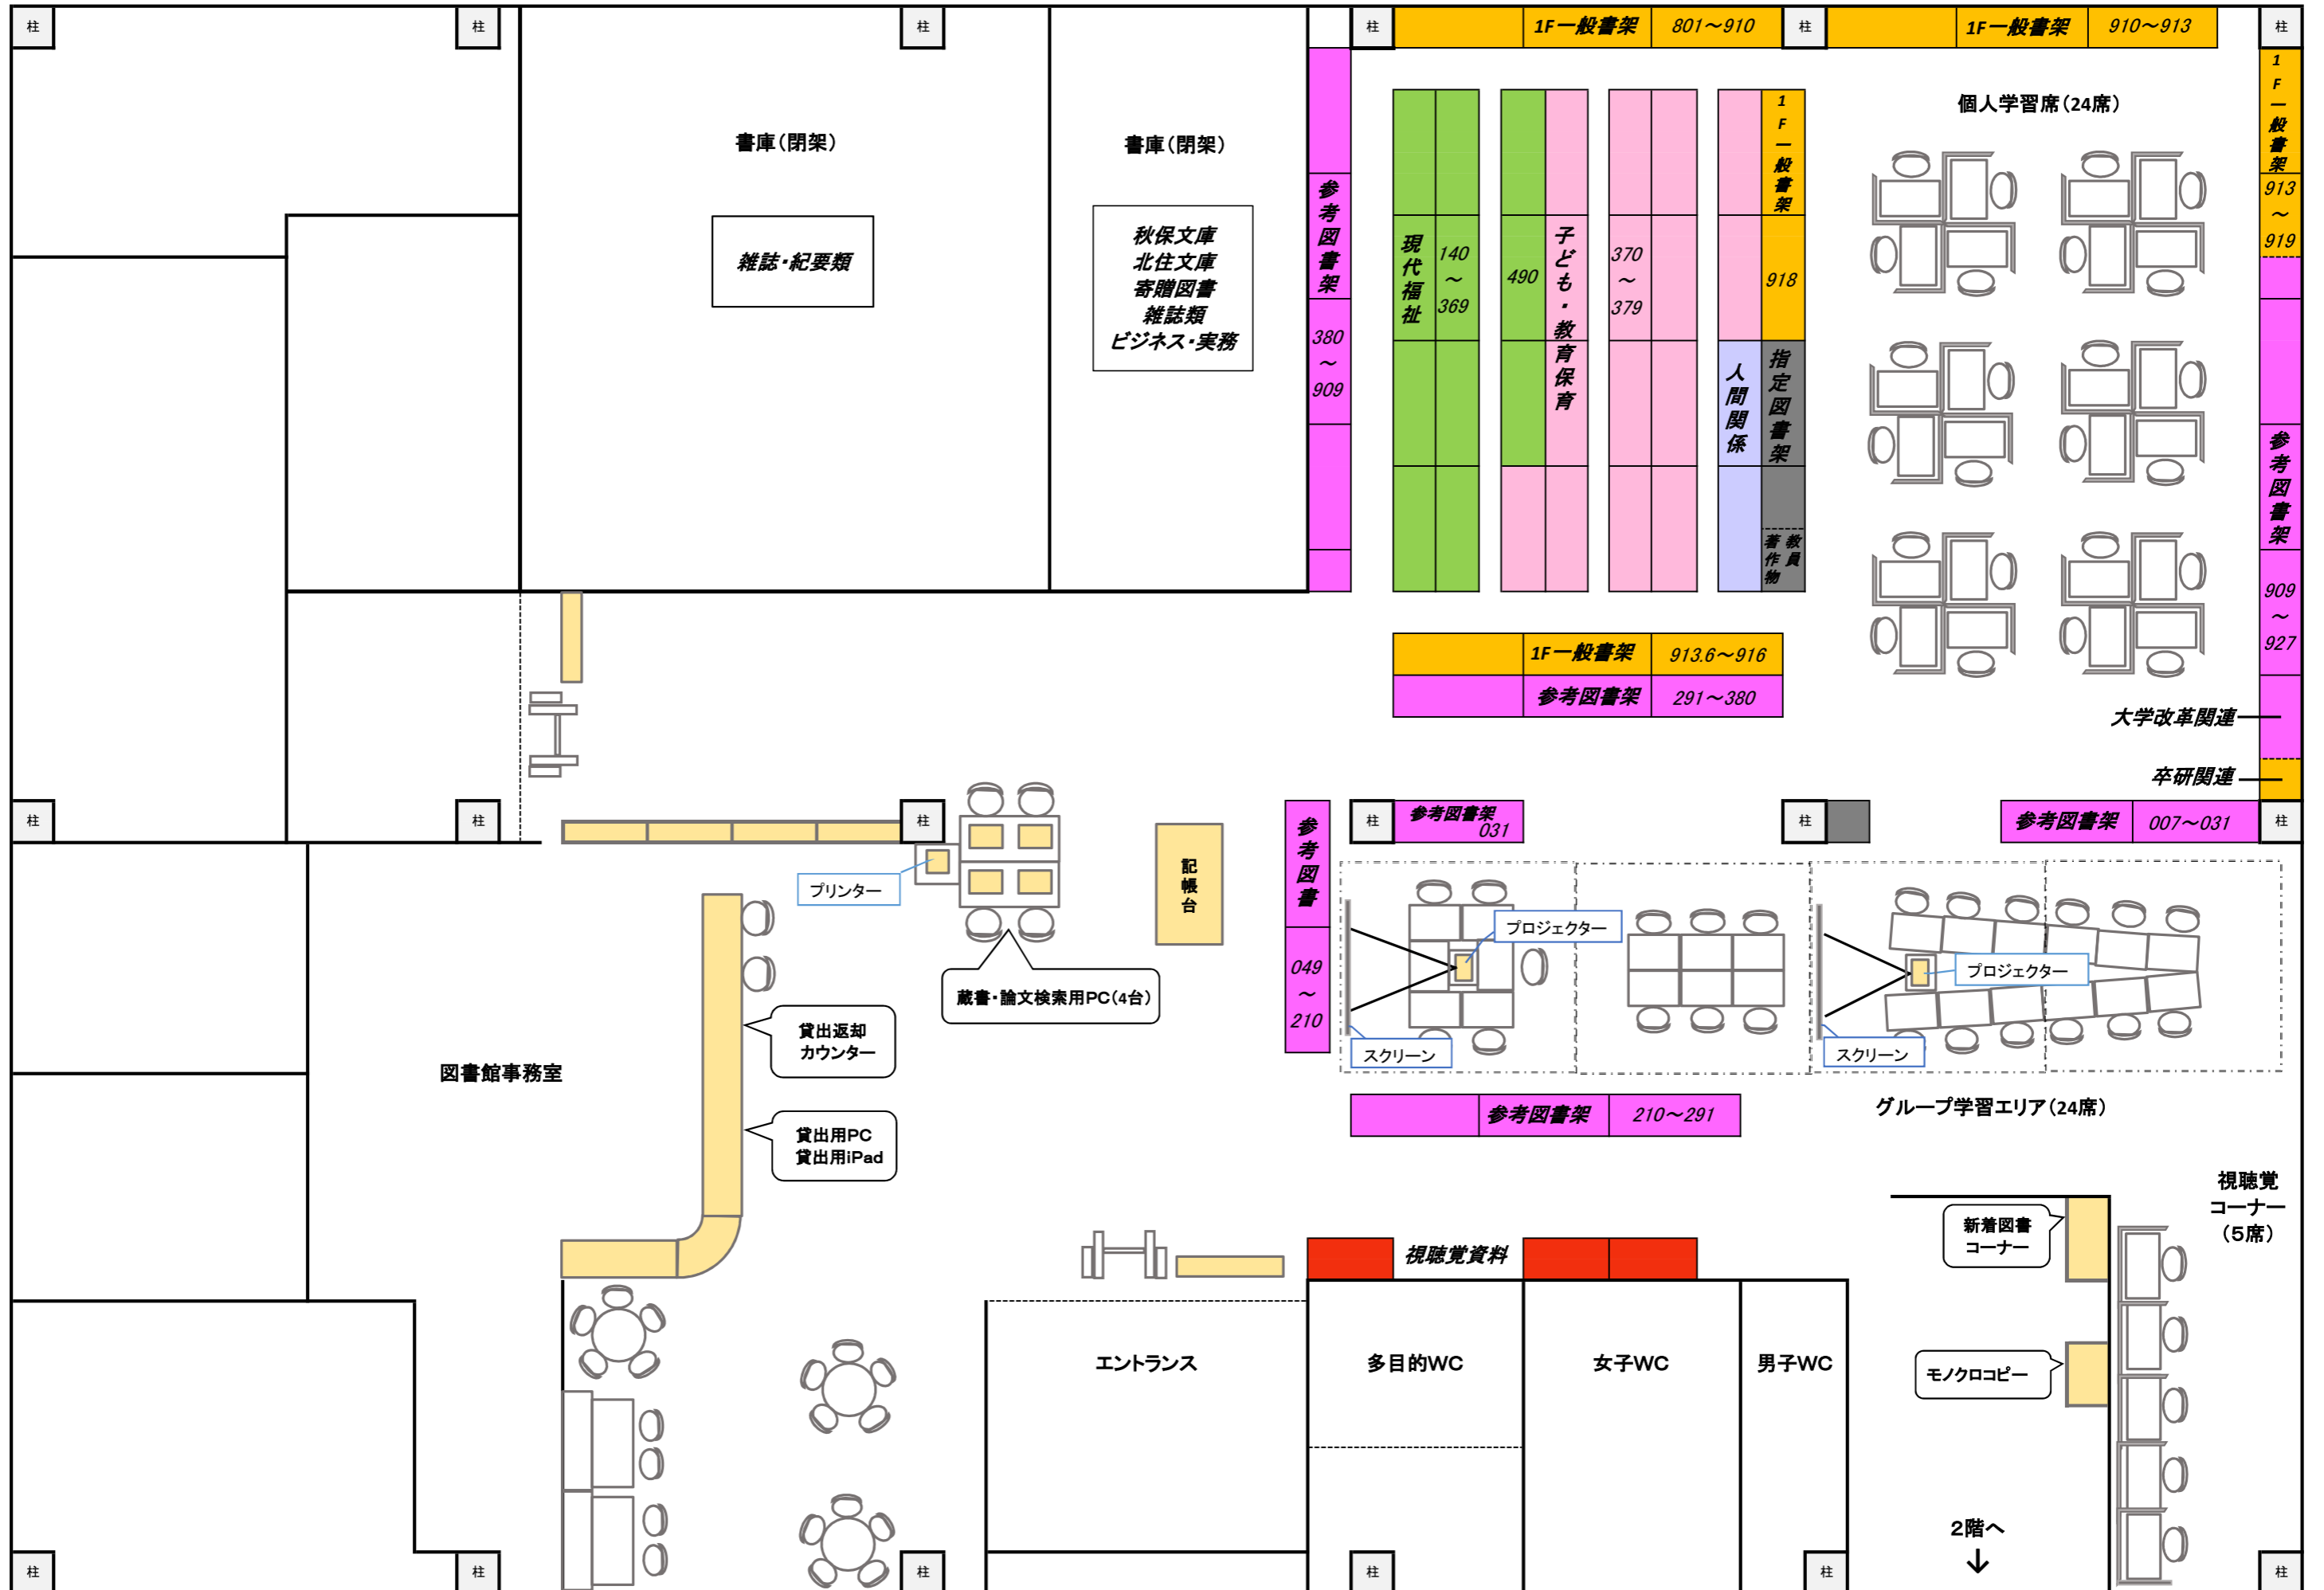 柱
柱
柱
柱
1F一般書架
801～910
柱
1F一般書架
910～913
柱
書庫（閉架）
雑誌・紀要類
書庫（閉架）
秋保文庫
北住文庫
寄贈図書
雑誌類
ビジネス・実務
参考図書架
380～909
現代福祉
140～369
490
子ども・教育保育
370～379
1F一般書架
918
人間関係
指定図書架
教員著作物
個人学習席（24席）
1F一般書架
913～919
参考図書架
909～927
1F一般書架
913.6～916
参考図書架
291～380
大学改革関連
卒研関連
柱
柱
柱
柱
参考図書架
031
柱
参考図書架
007～031
柱
プリンター
記帳台
参考図書
049～210
プロジェクター
プロジェクター
スクリーン
スクリーン
蔵書・論文検索用PC（4台）
貸出返却
カウンター
図書館事務室
貸出用PC
貸出用iPad
参考図書架
210～291
グループ学習エリア（24席）
視聴覚
コーナー
（5席）
新着図書
コーナー
視聴覚資料
エントランス
多目的WC
女子WC
男子WC
モノクロコピー
2階へ
↓
柱
柱
柱
柱
柱
柱